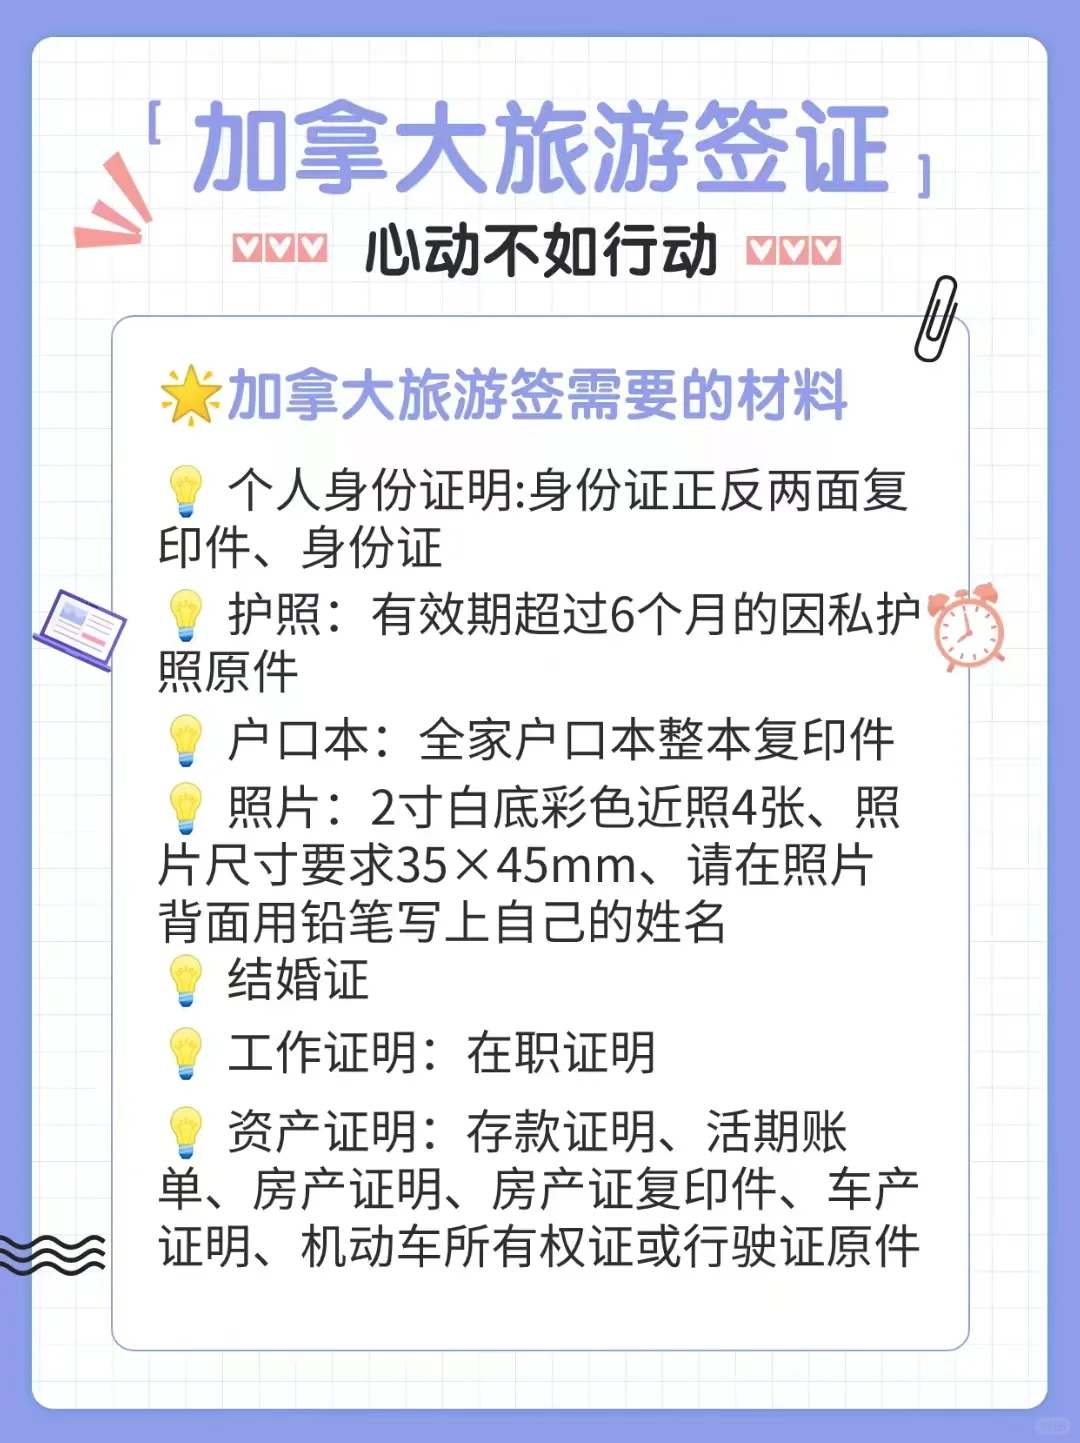 [ 加拿大旅游签证 ]
心动不如行动
加拿大旅游签需要的材料
个人身份证明:身份证正反两面复
印件、身份证
护照：有效期超过6个月的因私护
照原件
户口本：全家户口本整本复印件
照片：2寸白底彩色近照4张、照
片尺寸要求35×45mm、请在照片
背面用铅笔写上自己的姓名
结婚证
工作证明：在职证明
资产证明：存款证明、活期账
单、房产证明、房产证复印件、车产
证明、机动车所有权证或行驶证原件